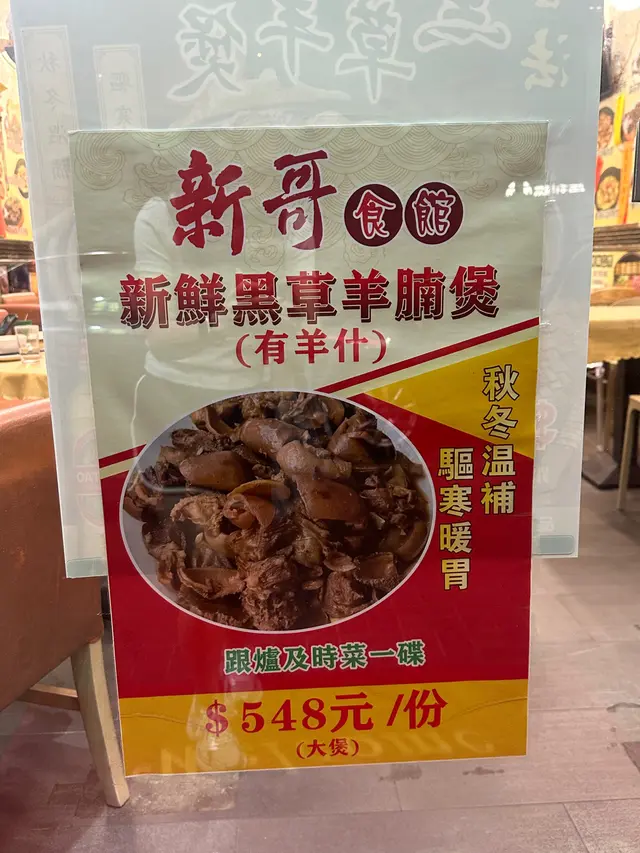 新哥食館
新鮮黑草羊腩煲
(有羊什)
秋冬温補
驅寒暖胃
跟爐及時菜一碟
$548元/份
(大煲)